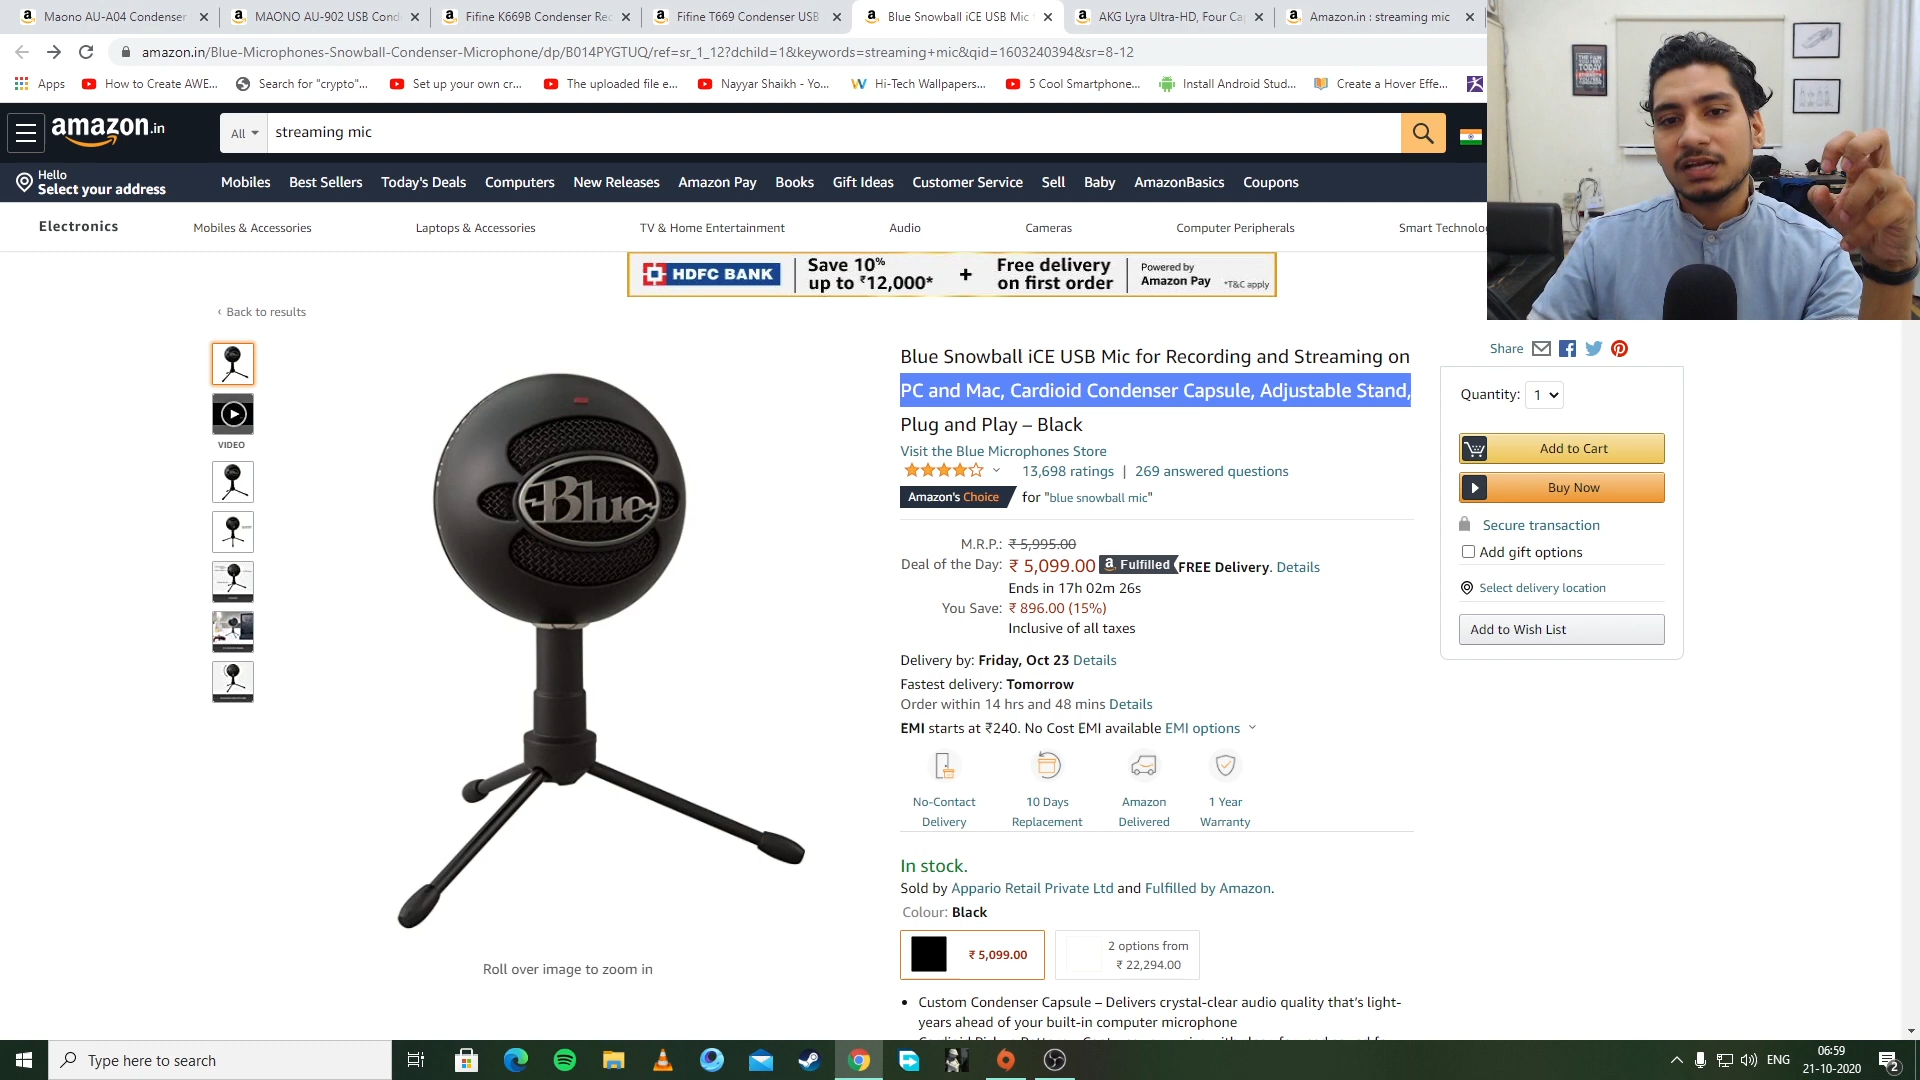 Maono AU-A04 Condenser
MAONO AU-902 USB Cond
Fifine K669B Condenser Rec
Fifine T669 Condenser USB
Blue Snowball iCE USB Mic
AKG Lyra Ultra-HD, Four Ca
Amazon.in : streaming mic
amazon.in/Blue-Microphones-Snowball-Condenser-Microphone/dp/B014PYGTUQ/ref=sr_1_12?dchild=1&keywords=streaming+mic&qid=1603240394&sr=8-12
Apps
How to Create AWE...
Search for "crypto"...
Set up your own cr...
The uploaded file e...
Nayyar Shaikh - Yo...
Hi-Tech Wallpapers...
5 Cool Smartphone...
Install Android Stud...
Create a Hover Effe...
amazon.in
All
streaming mic
Hello
Select your address
Mobiles
Best Sellers
Today's Deals
Computers
New Releases
Amazon Pay
Books
Gift Ideas
Customer Service
Sell
Baby
AmazonBasics
Coupons
Electronics
Mobiles & Accessories
Laptops & Accessories
TV & Home Entertainment
Audio
Cameras
Computer Peripherals
Smart Technolo
HDFC BANK
Save 10%
up to ₹12,000*
+
Free delivery
on first order
Powered by
Amazon Pay
*T&C apply
‹ Back to results
VIDEO
Blue
Roll over image to zoom in
Blue Snowball iCE USB Mic for Recording and Streaming on
PC and Mac, Cardioid Condenser Capsule, Adjustable Stand,
Plug and Play – Black
Visit the Blue Microphones Store
13,698 ratings | 269 answered questions
Amazon's Choice for "blue snowball mic"
M.R.P.: ₹ 5,995.00
Deal of the Day: ₹ 5,099.00 Fulfilled FREE Delivery. Details
Ends in 17h 02m 26s
You Save: ₹ 896.00 (15%)
Inclusive of all taxes
Delivery by: Friday, Oct 23 Details
Fastest delivery: Tomorrow
Order within 14 hrs and 48 mins Details
EMI starts at ₹240. No Cost EMI available EMI options
No-Contact
Delivery
10 Days
Replacement
Amazon
Delivered
1 Year
Warranty
In stock.
Sold by Appario Retail Private Ltd and Fulfilled by Amazon.
Colour: Black
₹ 5,099.00
2 options from
₹ 22,294.00
• Custom Condenser Capsule – Delivers crystal-clear audio quality that's light-
years ahead of your built-in computer microphone
Share
Quantity: 1
Add to Cart
Buy Now
Secure transaction
Add gift options
Select delivery location
Add to Wish List
Type here to search
ENG
06:59
21-10-2020
2